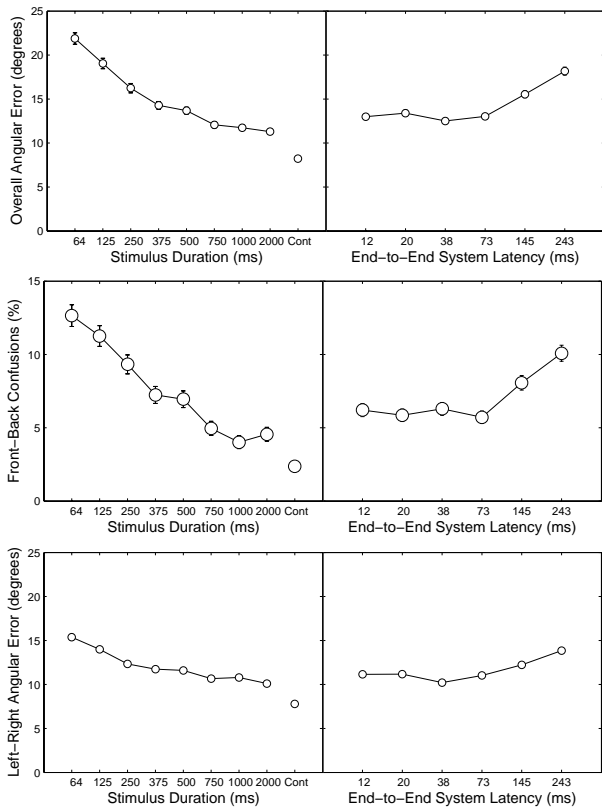 Overall Angular Error (degrees)
25
20
15
10
5
0
64 125 250 375 500 750 1000 2000 Cont
Stimulus Duration (ms)
12 20 38 73 145 243
End−to−End System Latency (ms)
Front−Back Confusions (%)
15
10
5
0
64 125 250 375 500 750 1000 2000 Cont
Stimulus Duration (ms)
12 20 38 73 145 243
End−to−End System Latency (ms)
Left−Right Angular Error (degrees)
25
20
15
10
5
0
64 125 250 375 500 750 1000 2000 Cont
Stimulus Duration (ms)
12 20 38 73 145 243
End−to−End System Latency (ms)